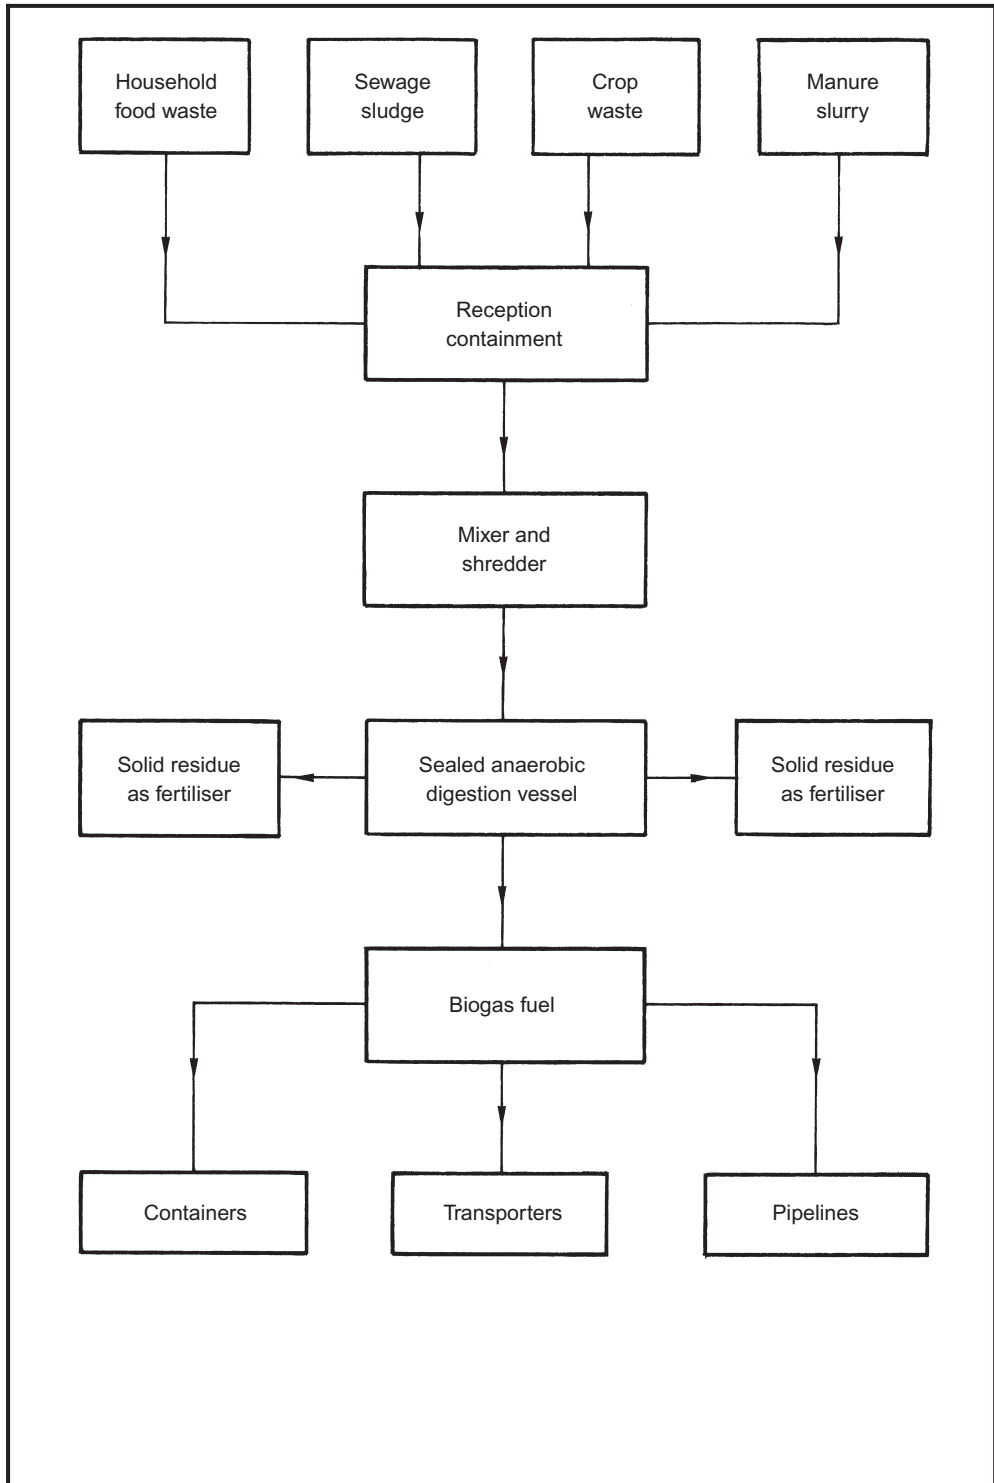 Household
food waste
Sewage
sludge
Crop
waste
Manure
slurry
Reception
containment
Mixer and
shredder
Solid residue
as fertiliser
Sealed anaerobic
digestion vessel
Solid residue
as fertiliser
Biogas fuel
Containers
Transporters
Pipelines